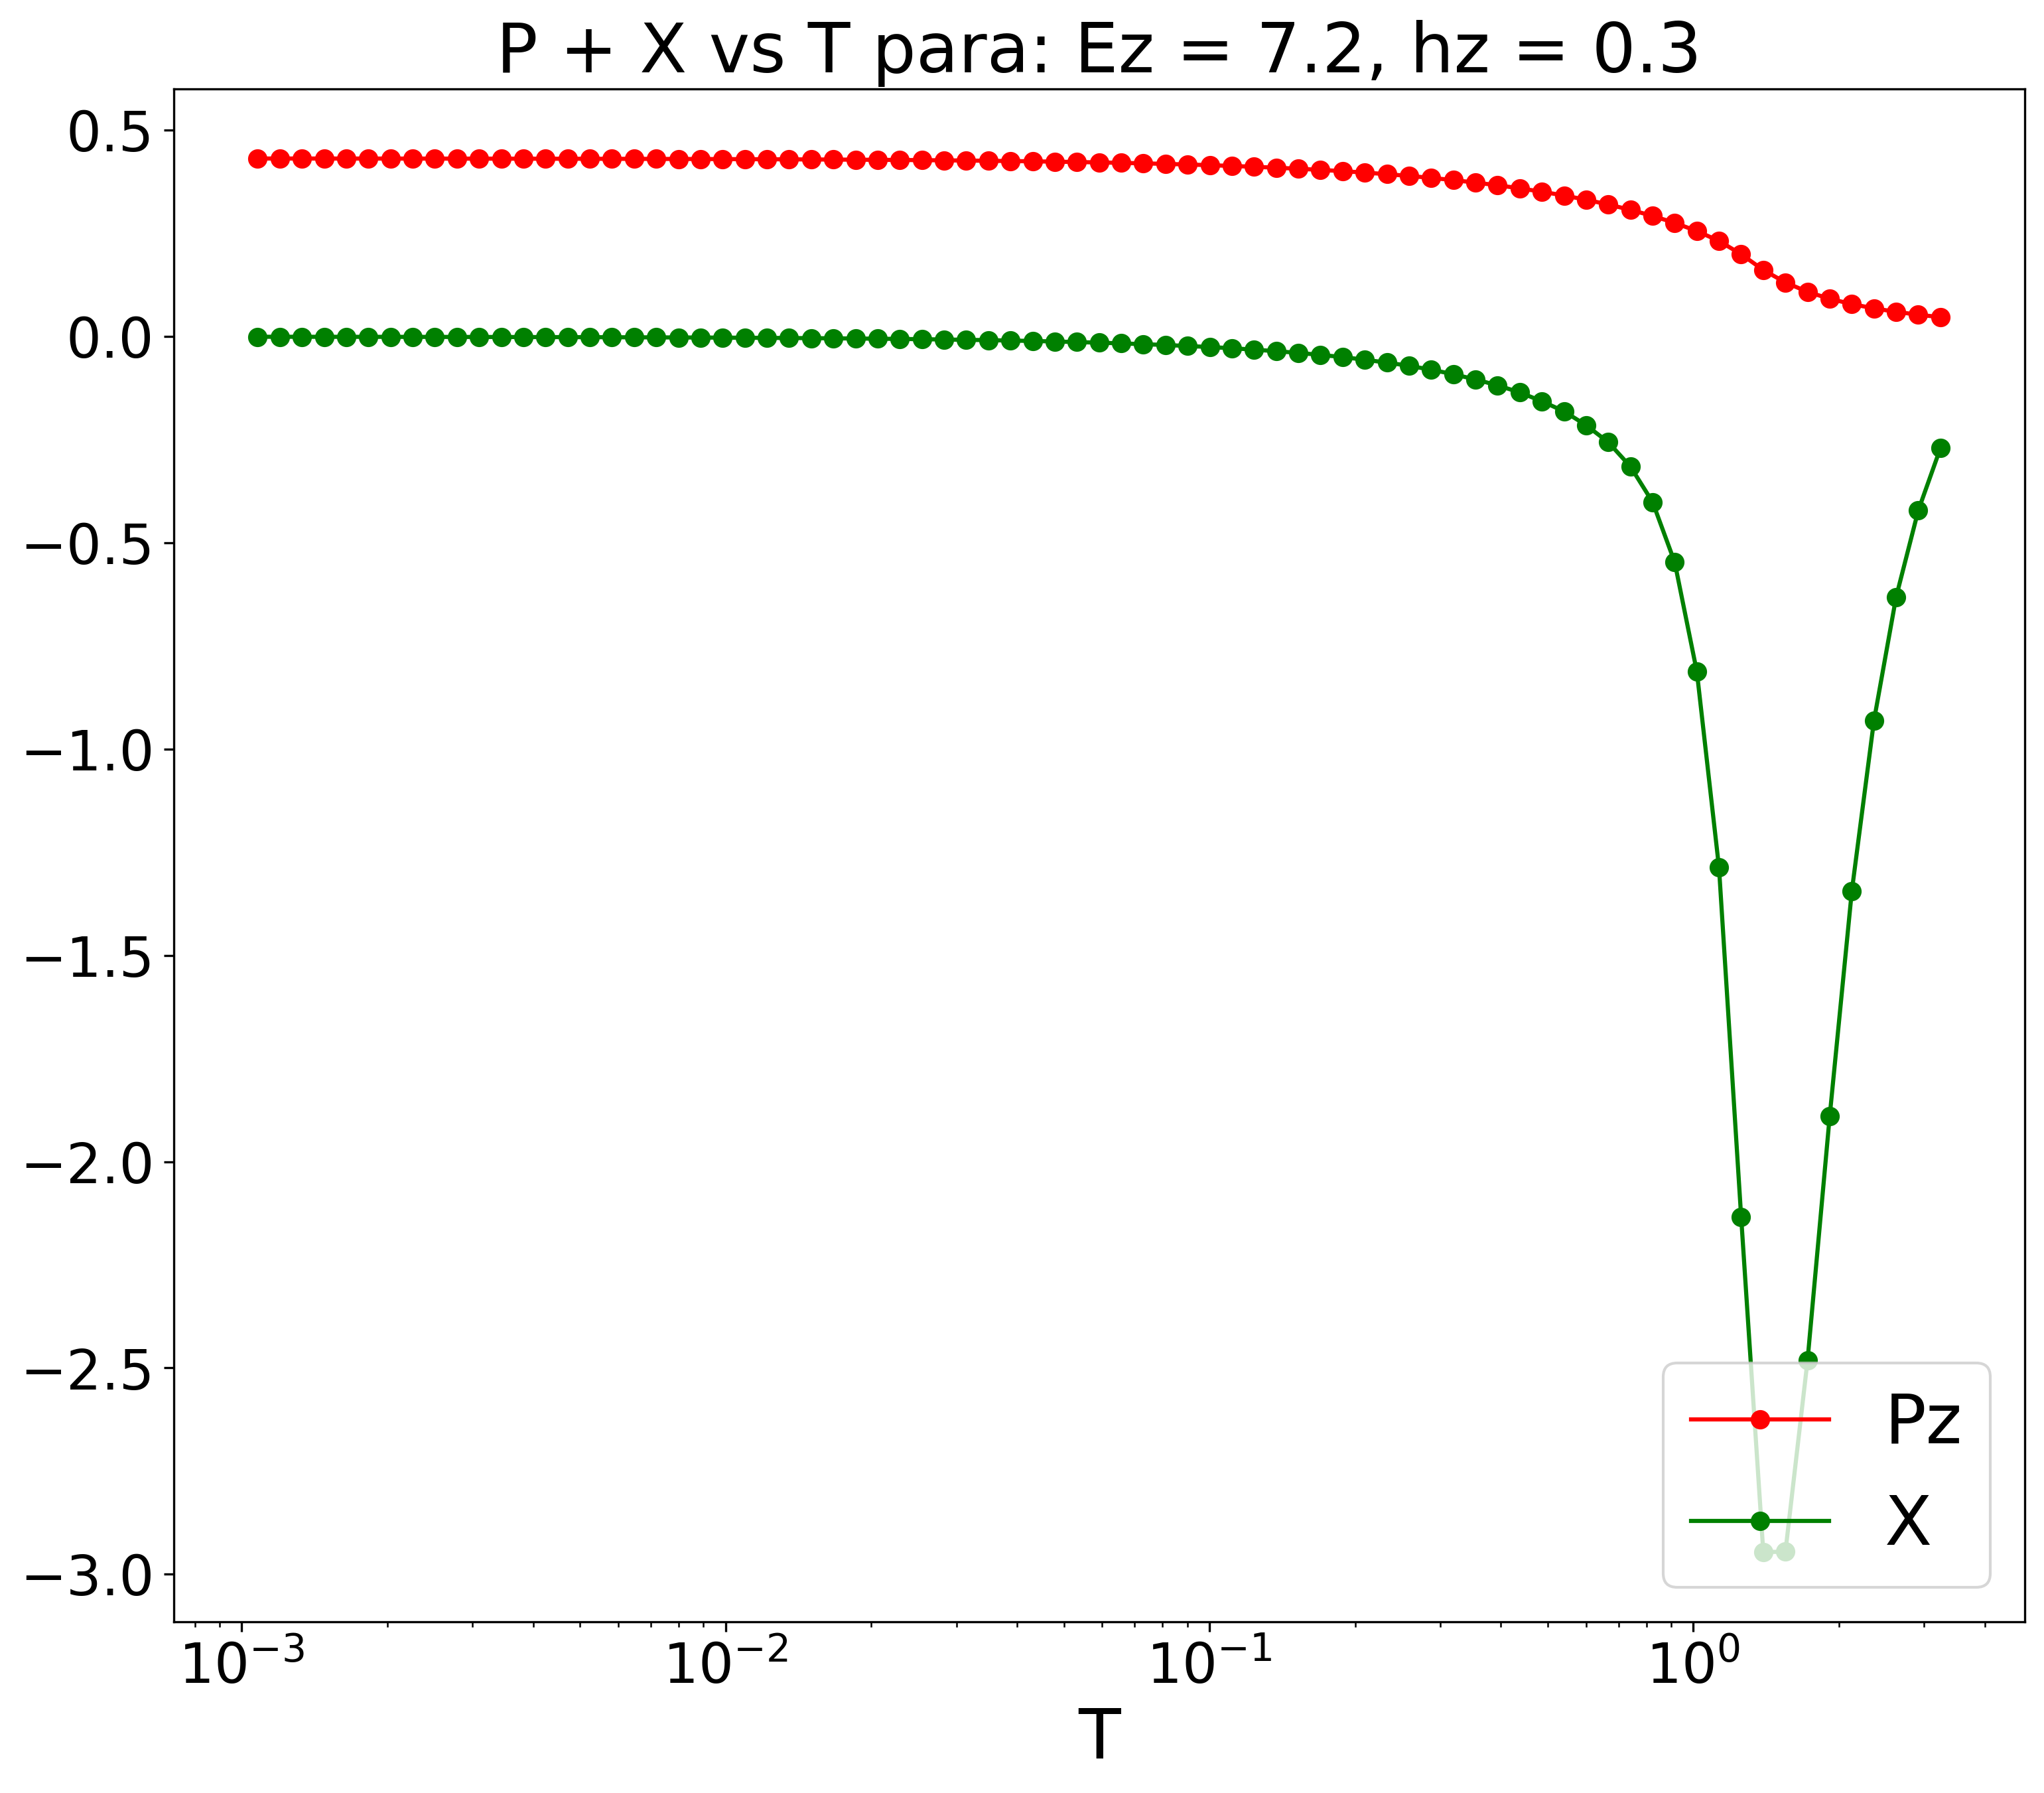 P + X vs T para: Ez = 7.2, hz = 0.3
0.5
0.0
−0.5
−1.0
−1.5
−2.0
−2.5
−3.0
Pz
X
10⁻³ 10⁻² 10⁻¹ 10⁰
T